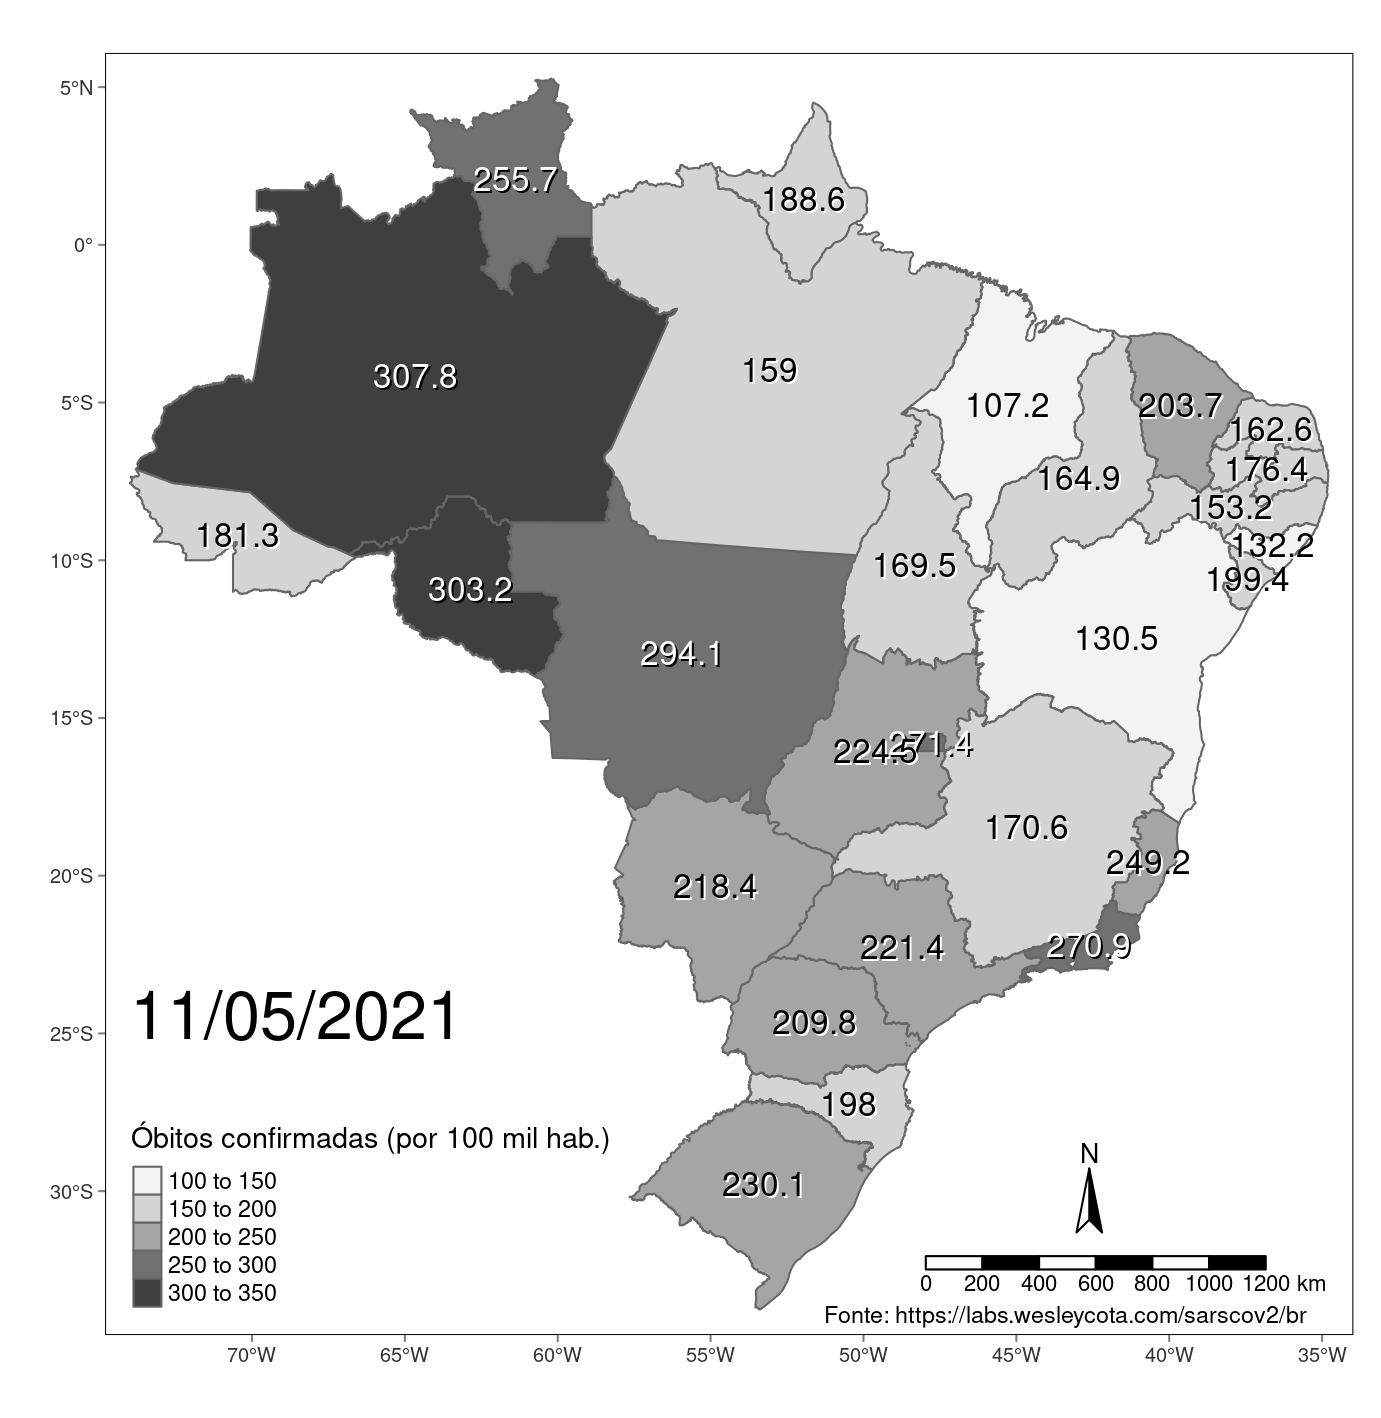 5°N
0°
5°S
10°S
15°S
20°S
25°S
30°S
255.7
188.6
307.8
159
107.2
203.7
162.6
176.4
164.9
153.2
132.2
181.3
169.5
199.4
303.2
130.5
294.1
271.4
224.5
170.6
249.2
218.4
221.4
270.9
209.8
198
230.1
11/05/2021
Óbitos confirmadas (por 100 mil hab.)
100 to 150
150 to 200
200 to 250
250 to 300
300 to 350
N
0 200 400 600 800 1000 1200 km
Fonte: https://labs.wesleycota.com/sarscov2/br
70°W 65°W 60°W 55°W 50°W 45°W 40°W 35°W